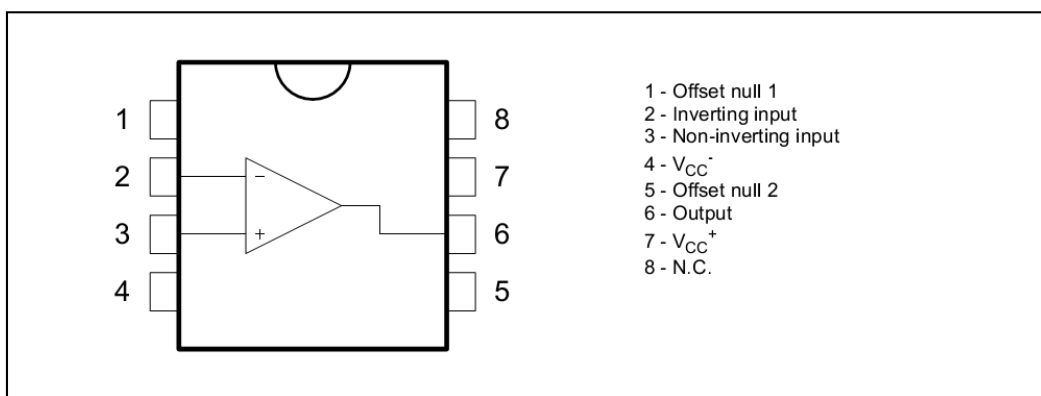 1
2
3
4
8
7
6
5
−
+
1 - Offset null 1
2 - Inverting input
3 - Non-inverting input
4 - VCC-
5 - Offset null 2
6 - Output
7 - VCC+
8 - N.C.